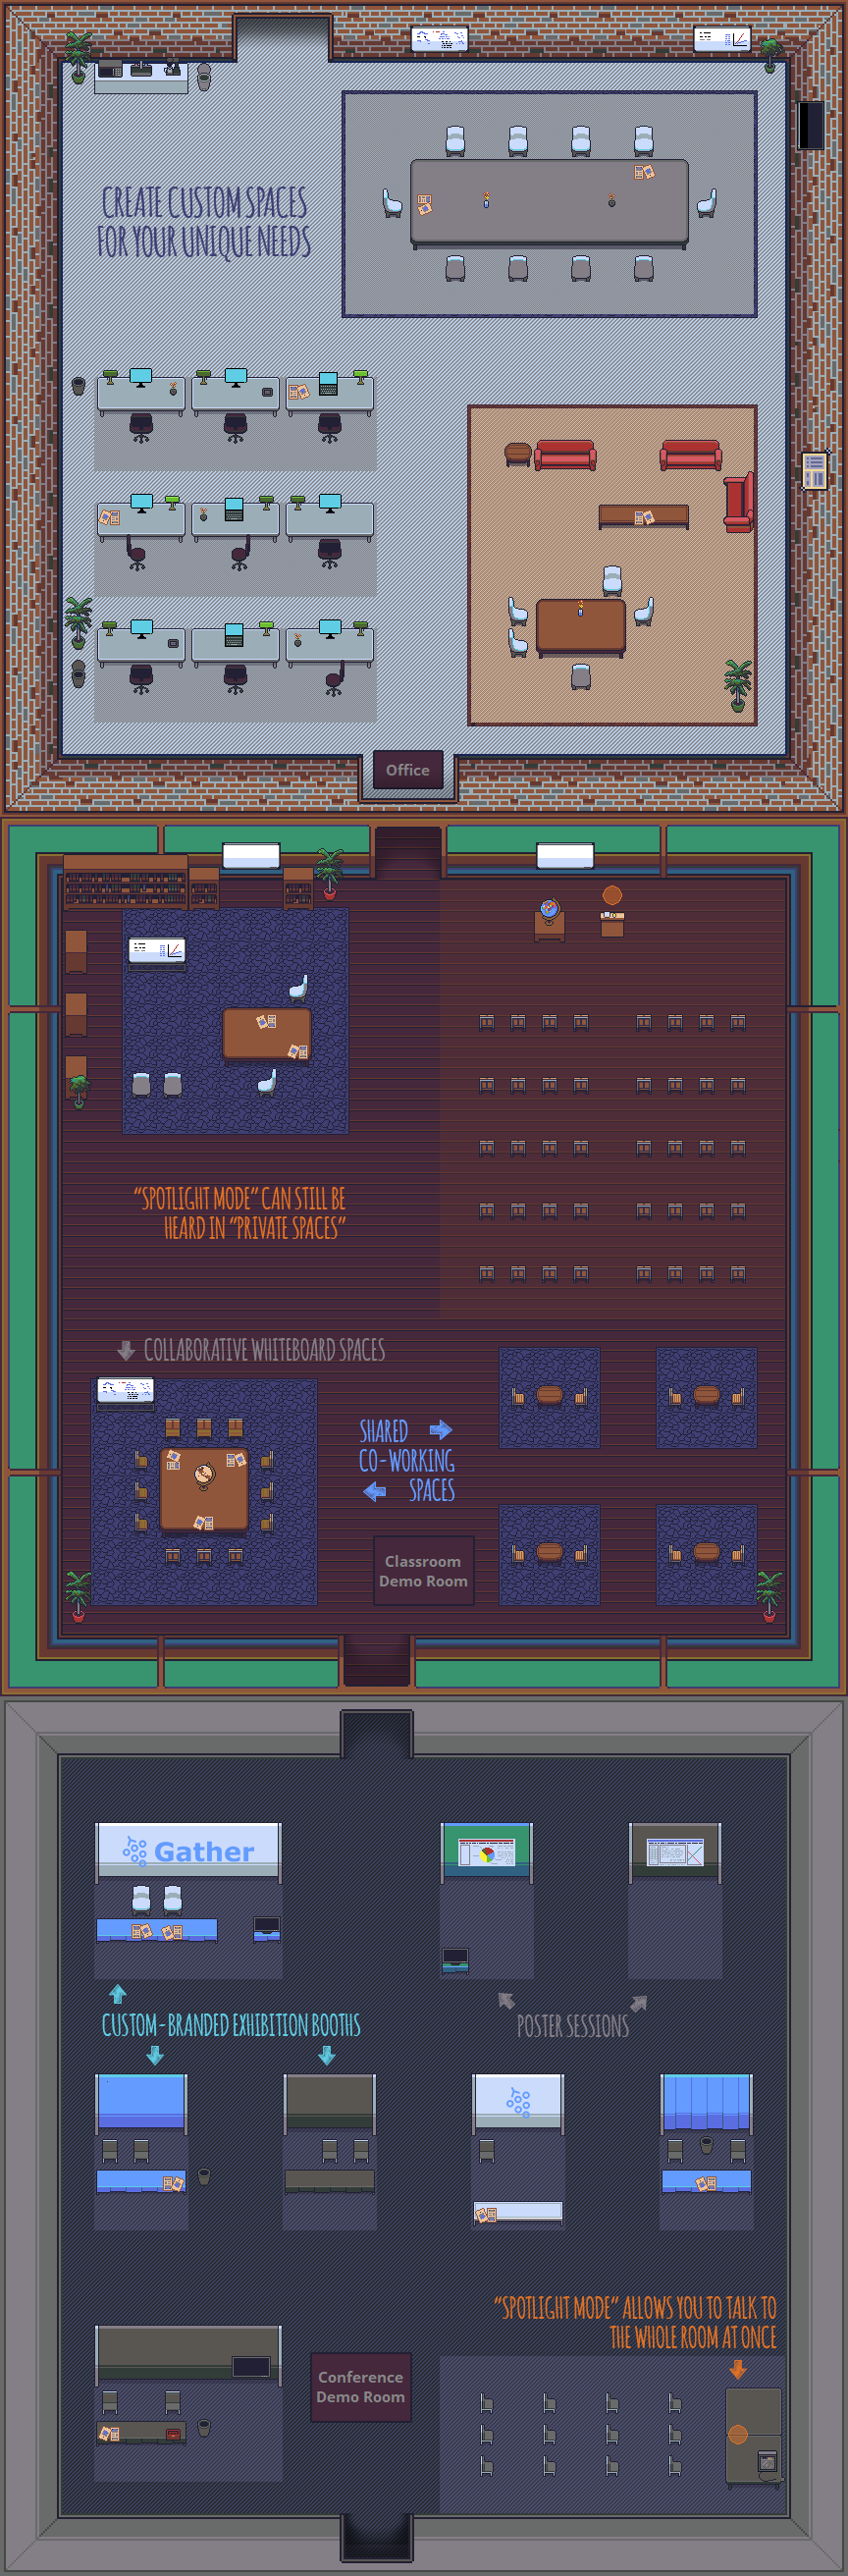 CREATE CUSTOM SPACES
FOR YOUR UNIQUE NEEDS
Office
"SPOTLIGHT MODE" CAN STILL BE
HEARD IN "PRIVATE SPACES"
COLLABORATIVE WHITEBOARD SPACES
SHARED
CO-WORKING
SPACES
Classroom
Demo Room
Gather
CUSTOM-BRANDED EXHIBITION BOOTHS
POSTER SESSIONS
"SPOTLIGHT MODE" ALLOWS YOU TO TALK TO
THE WHOLE ROOM AT ONCE
Conference
Demo Room